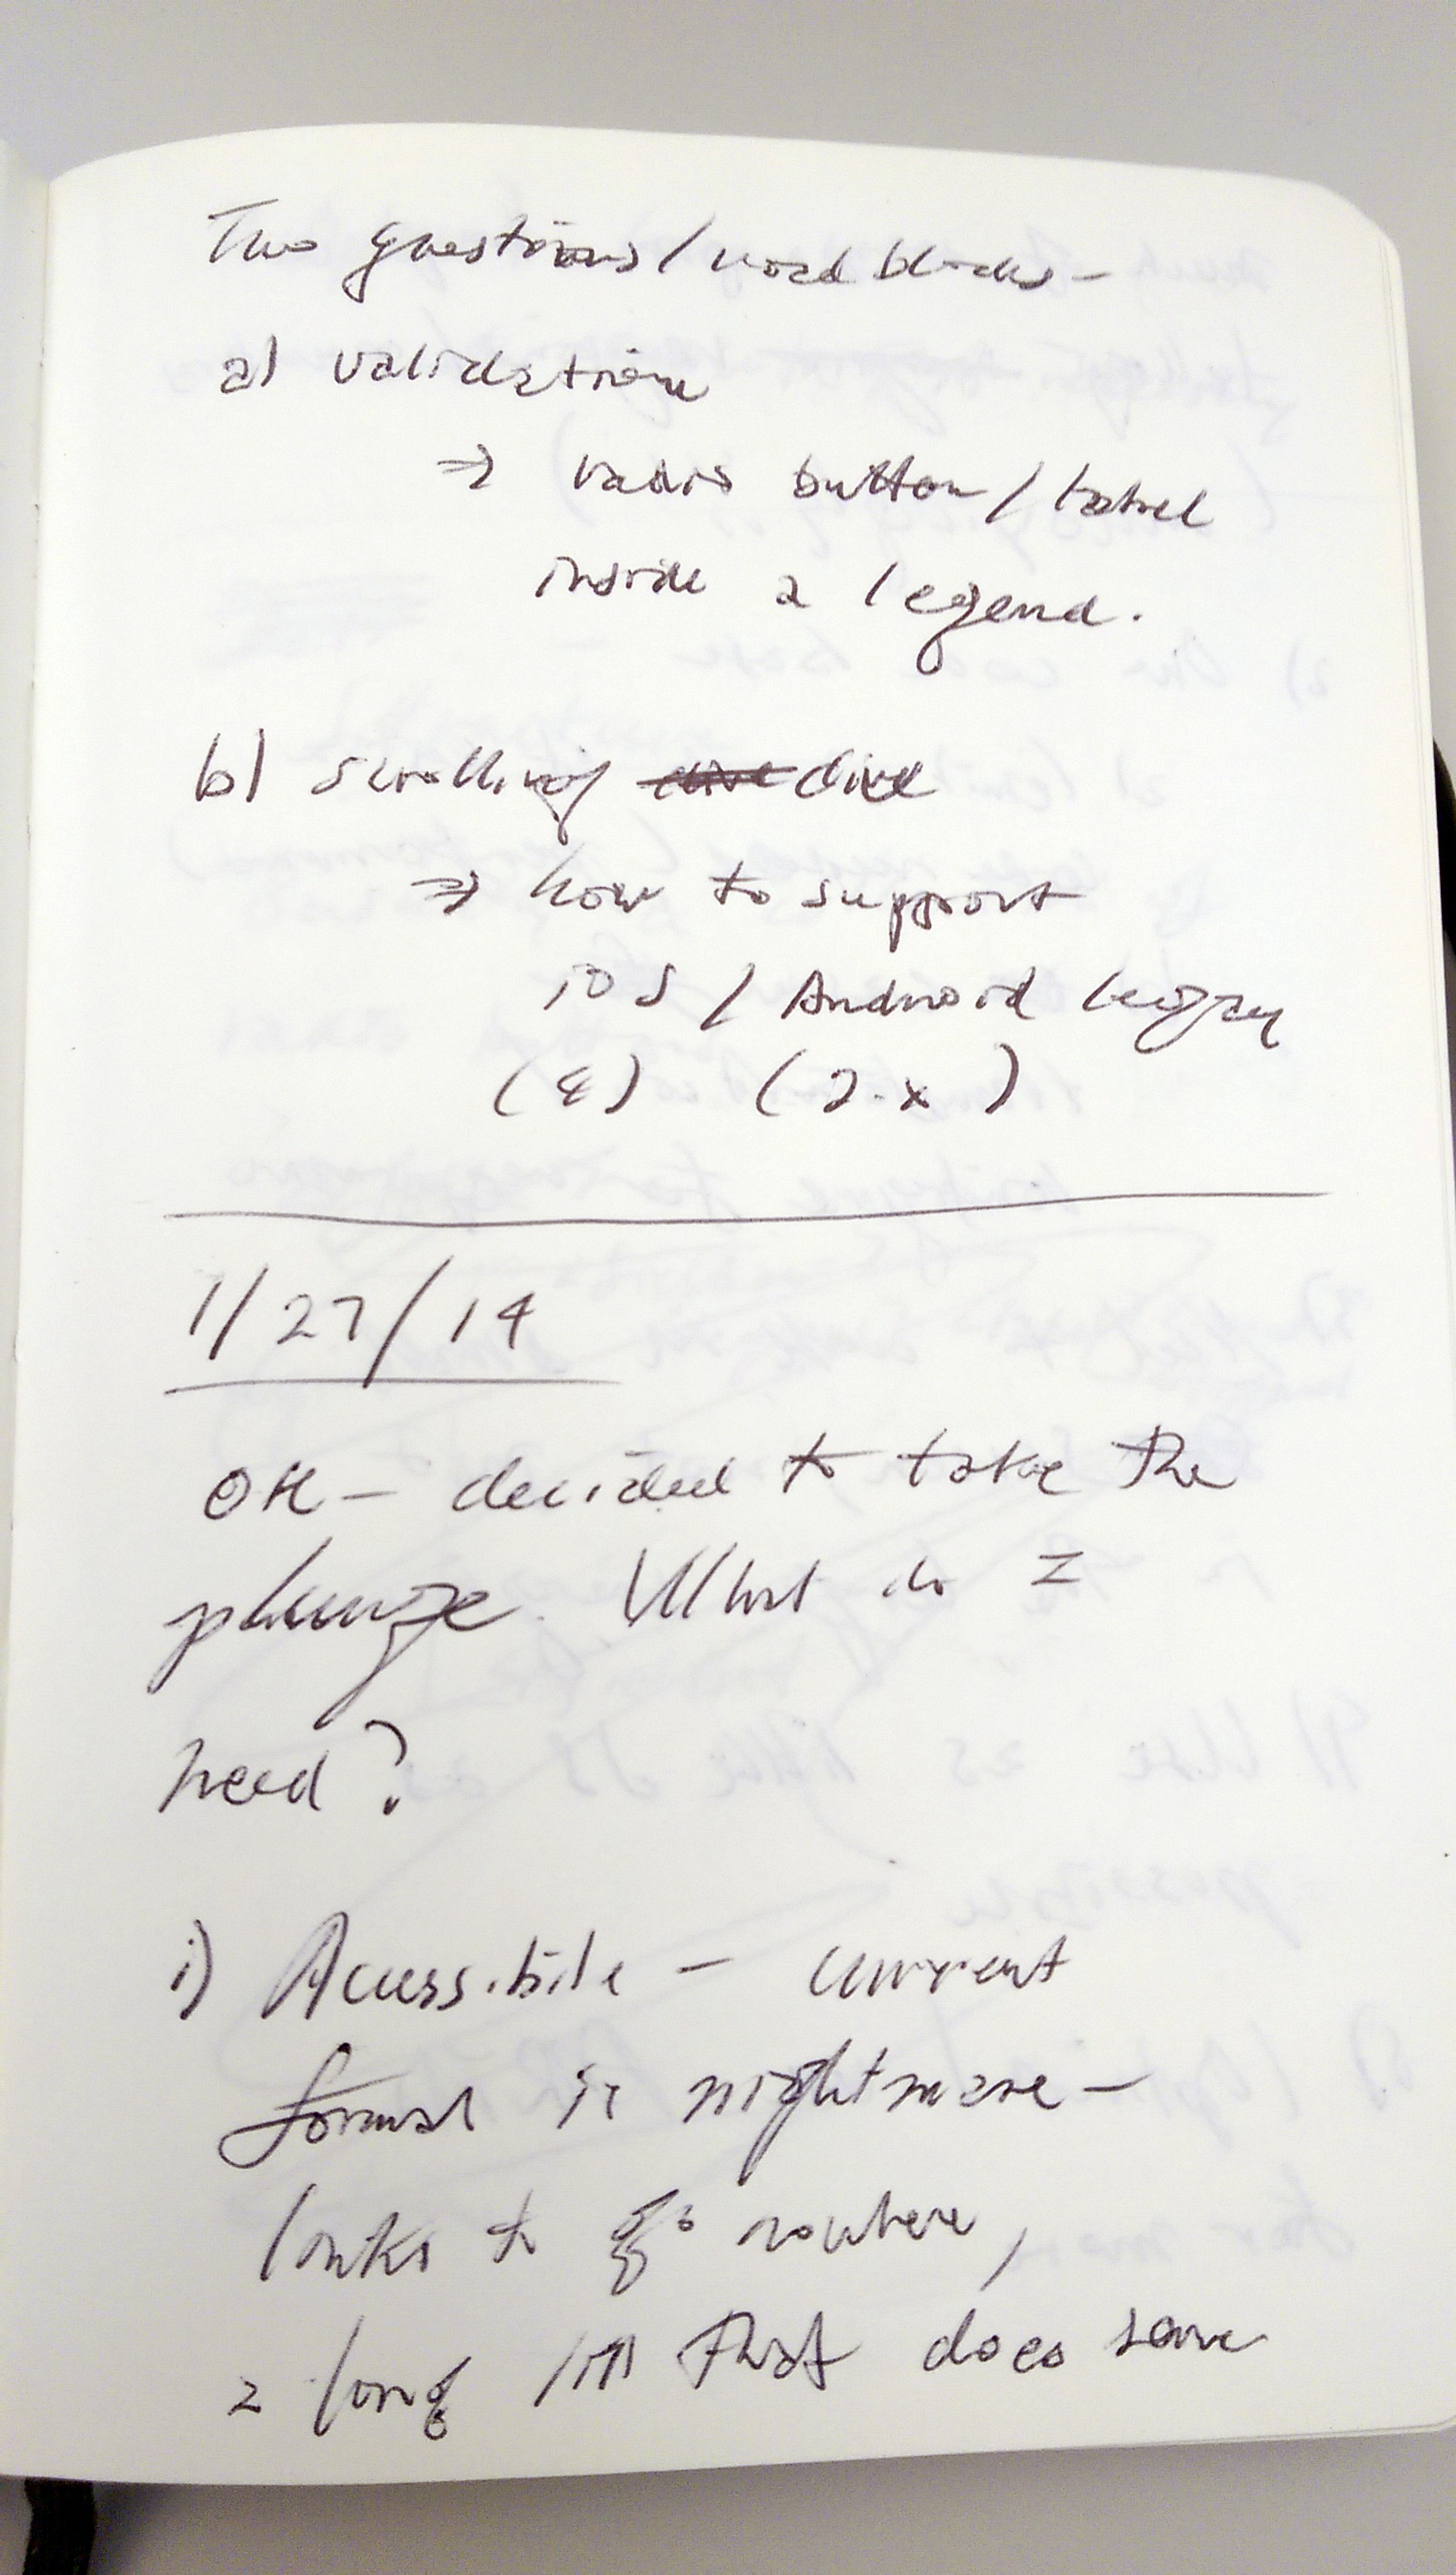 Two questions / road blocks –
a) validation
⇒ radio button / label
inside a legend.
b) scrolling div
⇒ how to support
iOS / Android legacy
(4) (2.x)
1/27/14
OK – decided to take the
plunge. What do I
need?
1) Accessible – current
format is nightmare –
links to go nowhere,
a long list that does some